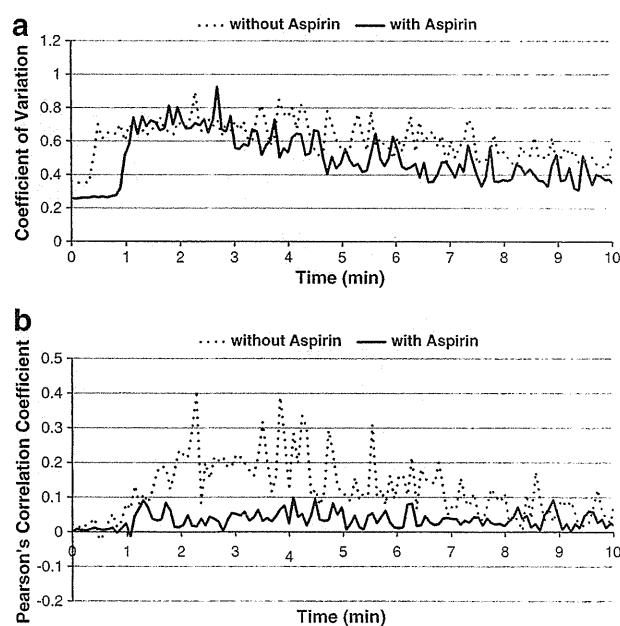 a
without Aspirin with Aspirin
1.2
1
0.8
0.6
0.4
0.2
0
Coefficient of Variation
0 1 2 3 4 5 6 7 8 9 10
Time (min)
b
without Aspirin with Aspirin
0.5
0.4
0.3
0.2
0.1
0
-0.1
-0.2
Pearson's Correlation Coefficient
0 1 2 3 4 5 6 7 8 9 10
Time (min)